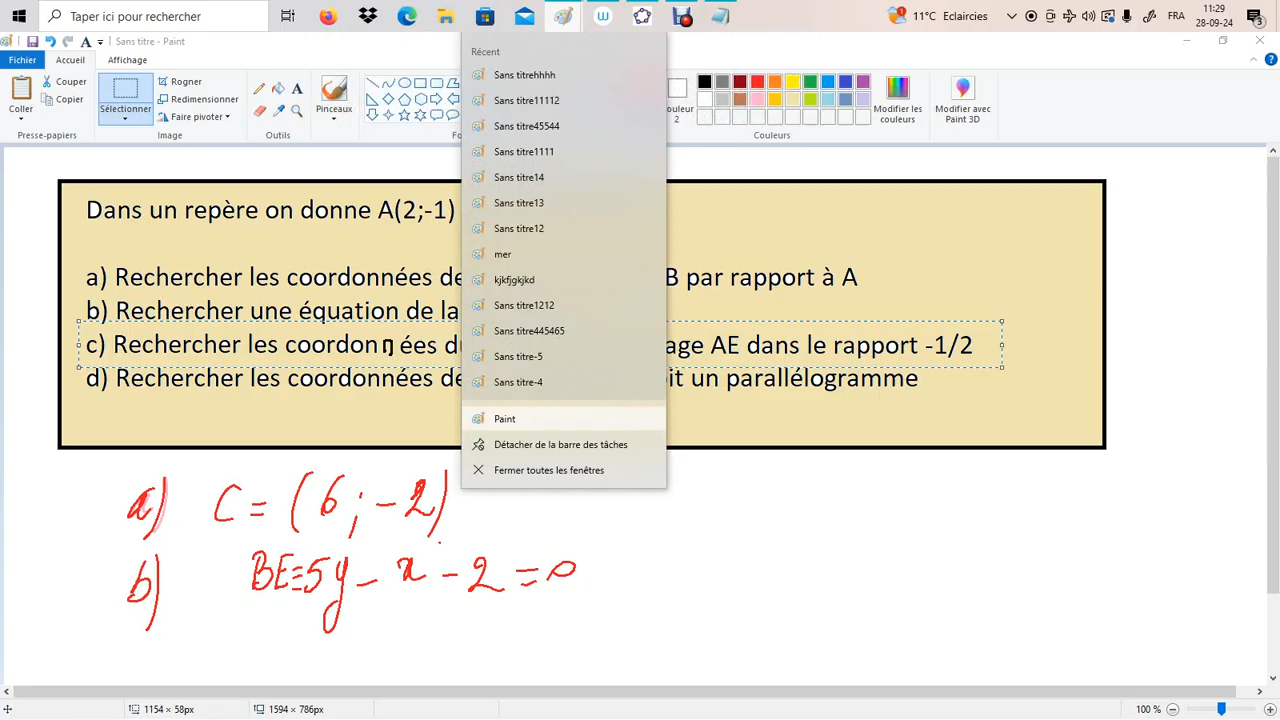 Taper ici pour rechercher
11°C Eclaircies
FRA
11:29
28-09-24
3
Sans titre - Paint
Fichier
Accueil
Affichage
Coller
Couper
Copier
Presse-papiers
Sélectionner
Rogner
Redimensionner
Faire pivoter
Image
A
Outils
Pinceaux
2
Couleurs
Modifier les
couleurs
Modifier avec
Paint 3D
Récent
Sans titrehhhh
Sans titre11112
Sans titre45544
Sans titre1111
Sans titre14
Sans titre13
Sans titre12
mer
kjkfjgkjkd
Sans titre1212
Sans titre445465
Sans titre-5
Sans titre-4
Paint
Détacher de la barre des tâches
Fermer toutes les fenêtres
Dans un repère on donne A(2;-1)
a) Rechercher les coordonnées de B par rapport à A
b) Rechercher une équation de la
c) Rechercher les coordonnées AE dans le rapport -1/2
d) Rechercher les coordonnées de un parallélogramme
a) C = (6 ; -2)
b) BE≡5y - x - 2 = 0
1154 × 58px
1594 × 786px
100 %